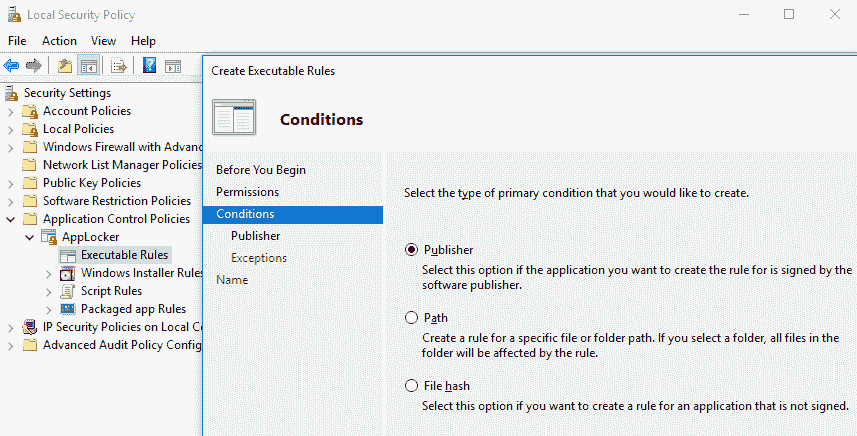 Local Security Policy
File Action View Help
Security Settings
Account Policies
Local Policies
Windows Firewall with Advanc
Network List Manager Policies
Public Key Policies
Software Restriction Policies
Application Control Policies
AppLocker
Executable Rules
Windows Installer Rules
Script Rules
Packaged app Rules
IP Security Policies on Local C
Advanced Audit Policy Config
Create Executable Rules
Conditions
Before You Begin
Permissions
Conditions
Publisher
Exceptions
Name
Select the type of primary condition that you would like to create.
Publisher
Select this option if the application you want to create the rule for is signed by the
software publisher.
Path
Create a rule for a specific file or folder path. If you select a folder, all files in the
folder will be affected by the rule.
File hash
Select this option if you want to create a rule for an application that is not signed.